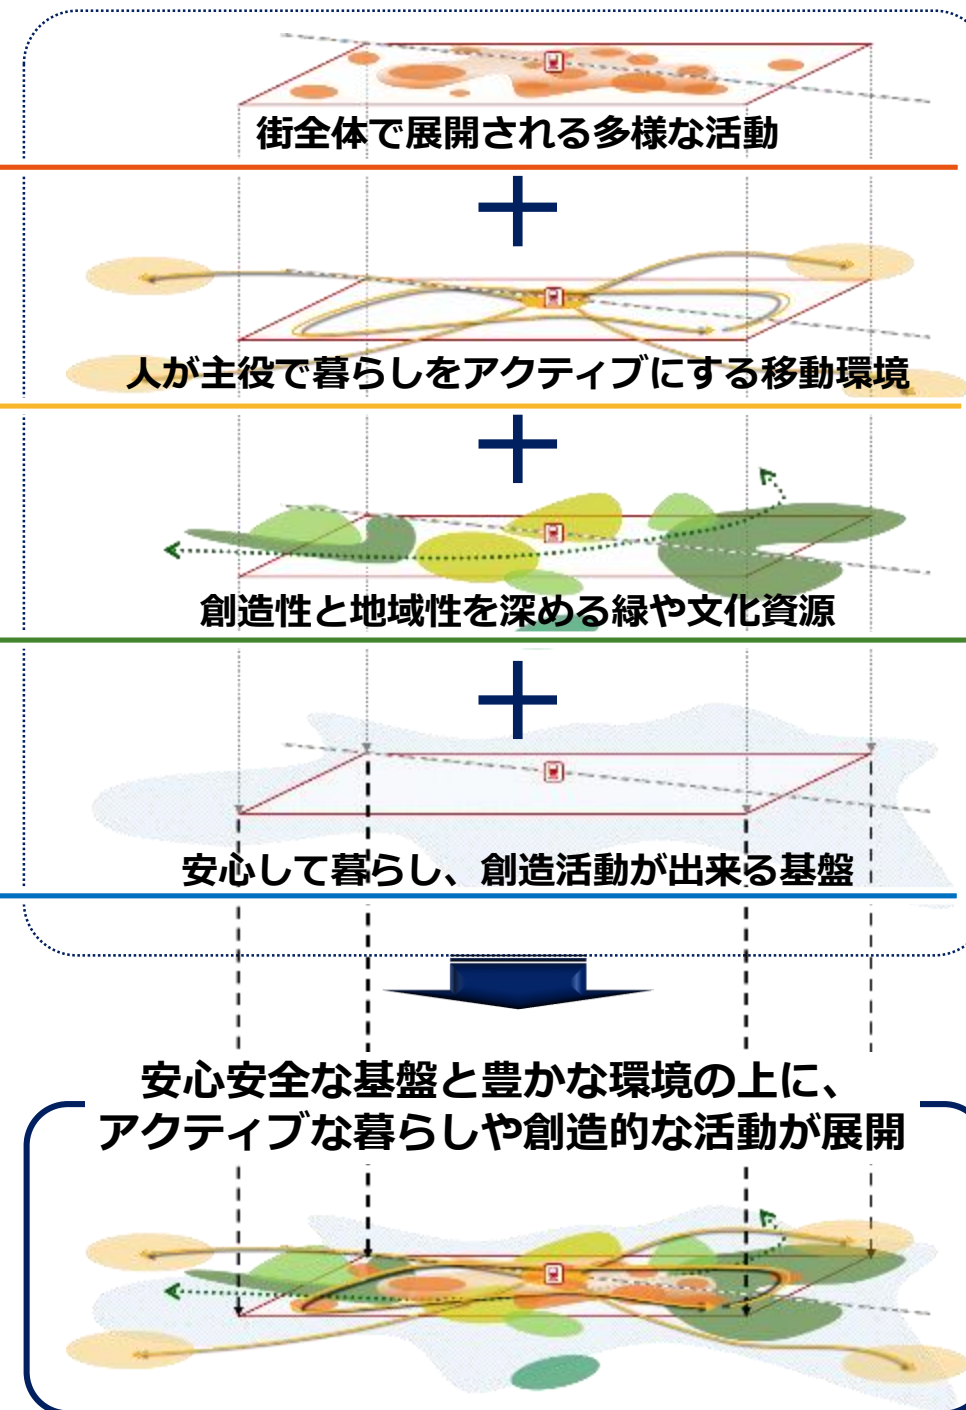 街全体で展開される多様な活動
人が主役で暮らしをアクティブにする移動環境
創造性と地域性を深める緑や文化資源
安心して暮らし、創造活動が出来る基盤
安心安全な基盤と豊かな環境の上に、
アクティブな暮らしや創造的な活動が展開